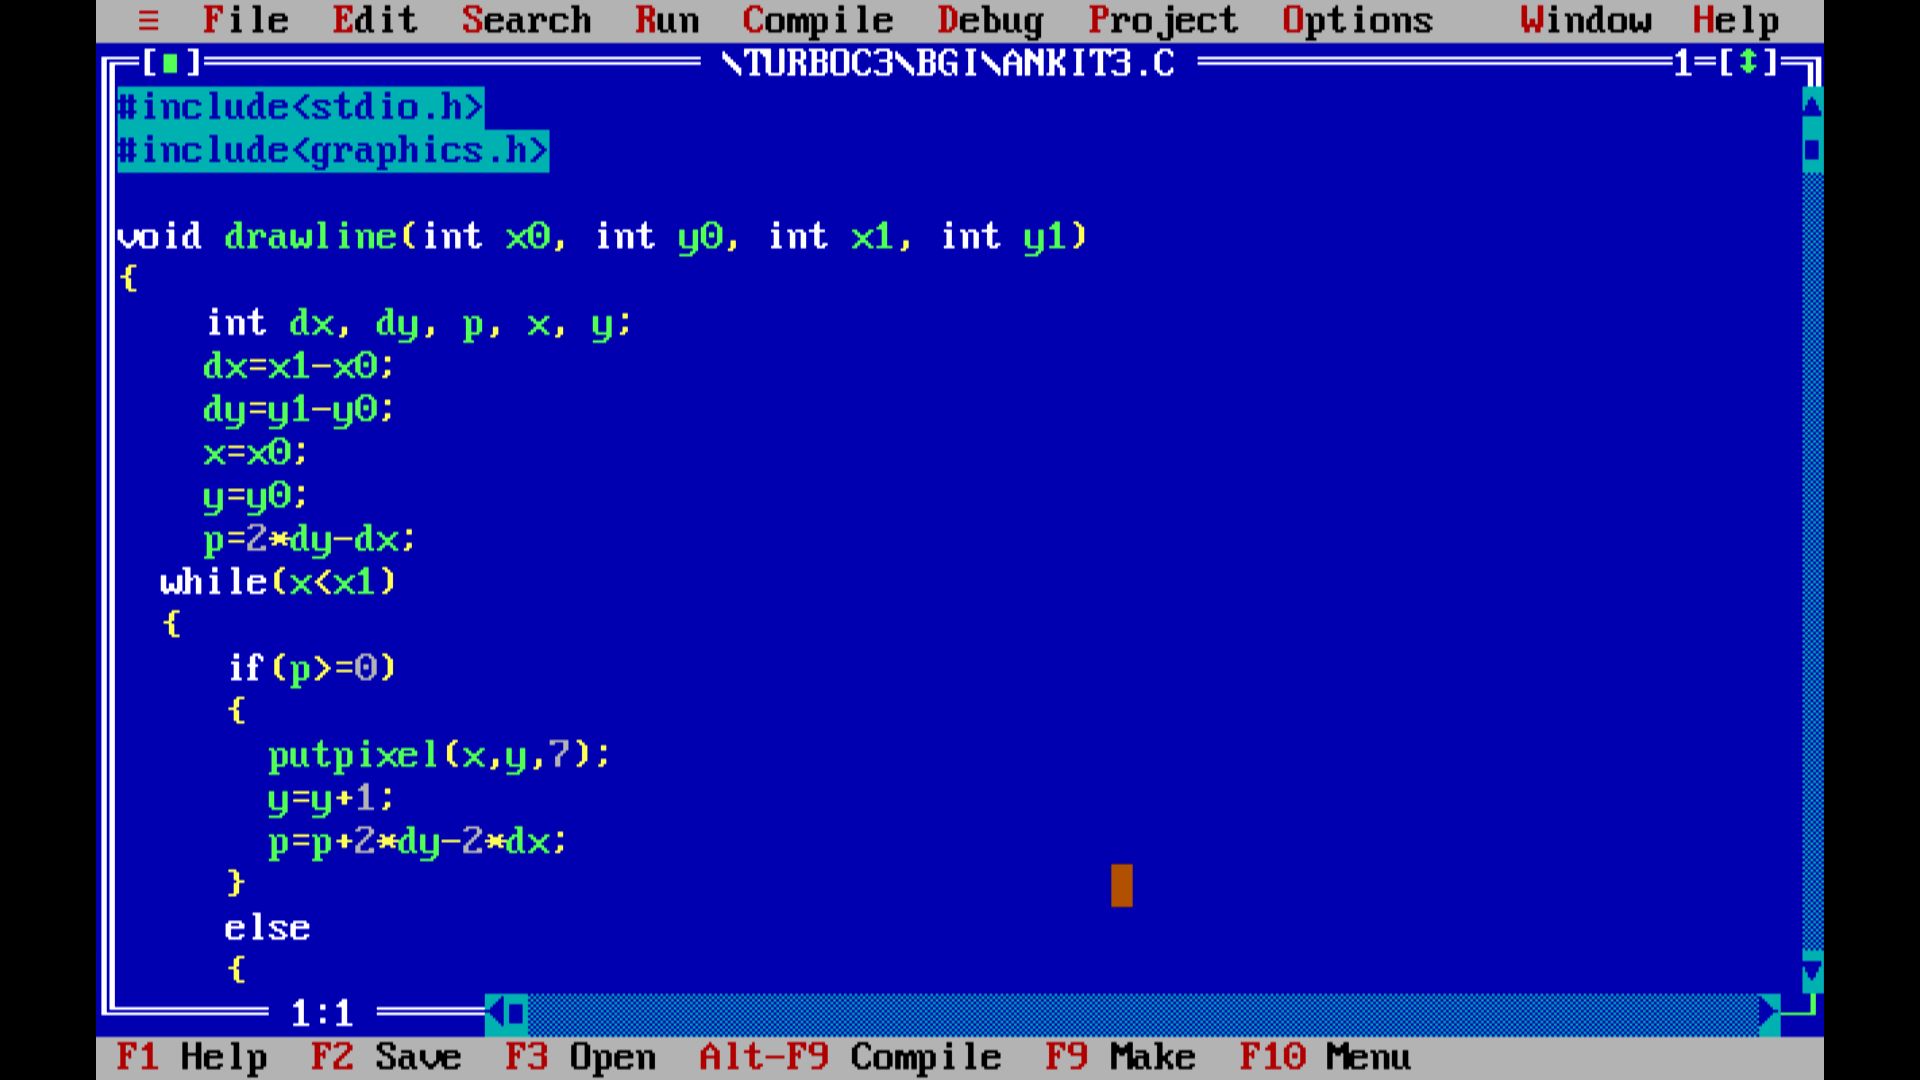 ≡ File Edit Search Run Compile Debug Project Options Window Help
[■] \TURBOC3\BGI\ANKIT3.C 1=[↕]
#include<stdio.h>
#include<graphics.h>
void drawline(int x0, int y0, int x1, int y1)
{
int dx, dy, p, x, y;
dx=x1-x0;
dy=y1-y0;
x=x0;
y=y0;
p=2*dy-dx;
while(x<x1)
{
if(p>=0)
{
putpixel(x,y,7);
y=y+1;
p=p+2*dy-2*dx;
}
else
{
1:1
F1 Help F2 Save F3 Open Alt-F9 Compile F9 Make F10 Menu